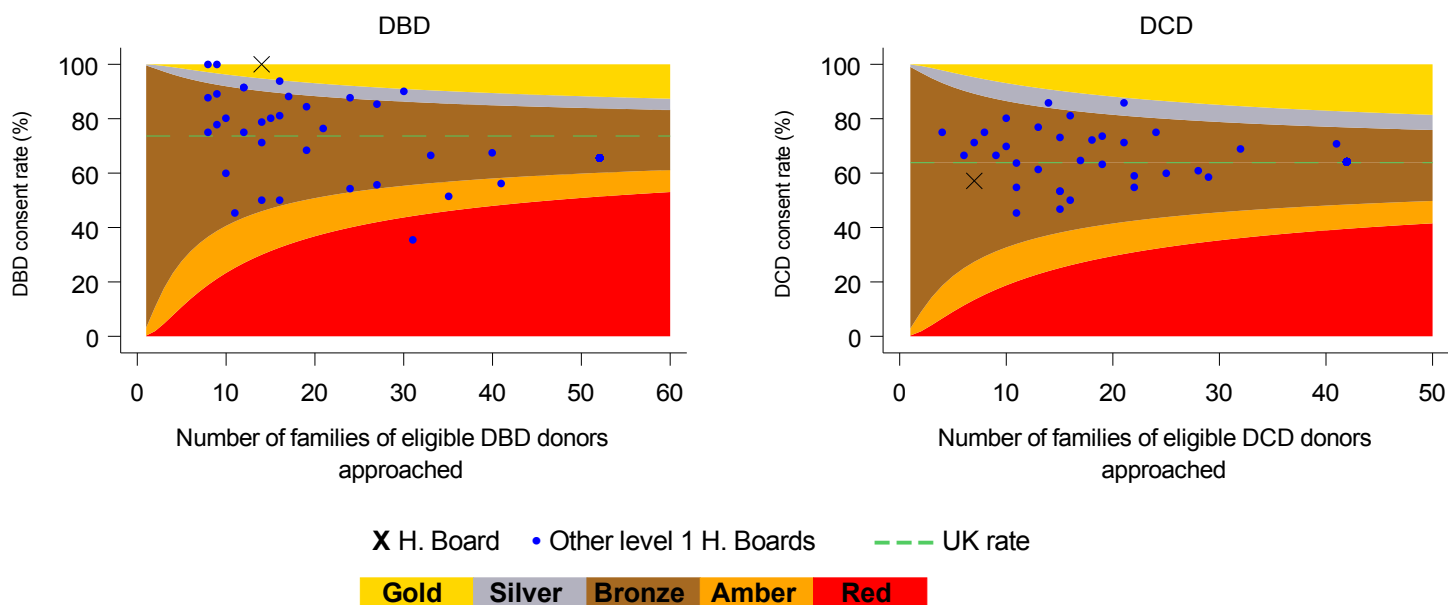 DBD
DBD consent rate (%)
100
80
60
40
20
0
0 10 20 30 40 50 60
Number of families of eligible DBD donors
approached
DCD
DCD consent rate (%)
100
80
60
40
20
0
0 10 20 30 40 50
Number of families of eligible DCD donors
approached
X H. Board Other level 1 H. Boards UK rate
Gold Silver Bronze Amber Red